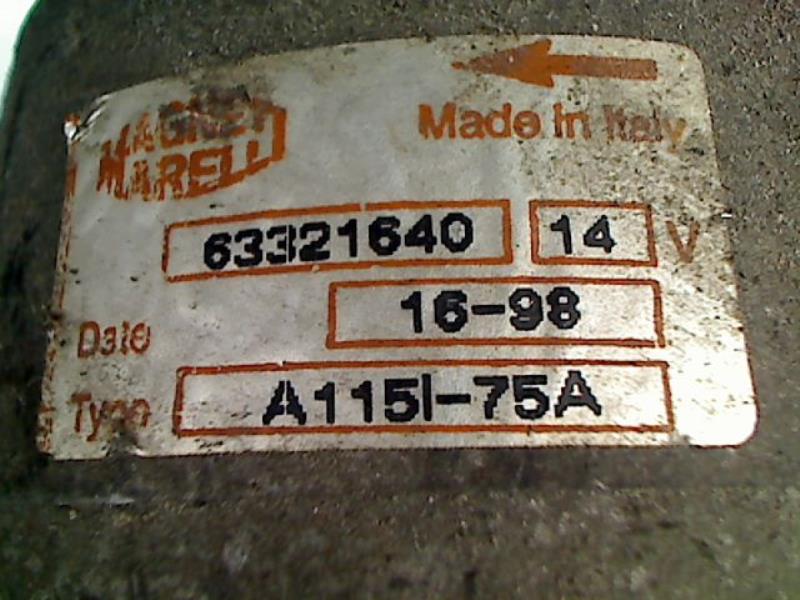 Made in Italy
MAGNETI
MARELLI
63321640 14 V
Date 16-98
Type A115I-75A